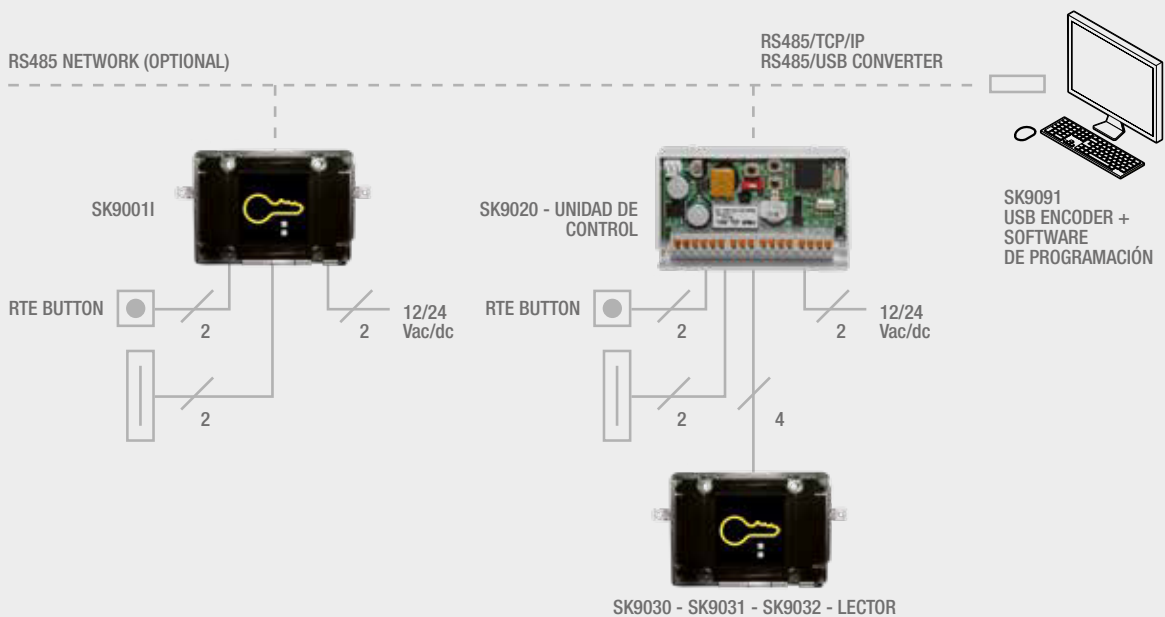 RS485 NETWORK (OPTIONAL)
RS485/TCP/IP
RS485/USB CONVERTER
SK9001I
SK9020 - UNIDAD DE
CONTROL
SK9091
USB ENCODER +
SOFTWARE
DE PROGRAMACIÓN
RTE BUTTON
2
2
12/24
Vac/dc
2
RTE BUTTON
2
2
12/24
Vac/dc
2
4
SK9030 - SK9031 - SK9032 - LECTOR